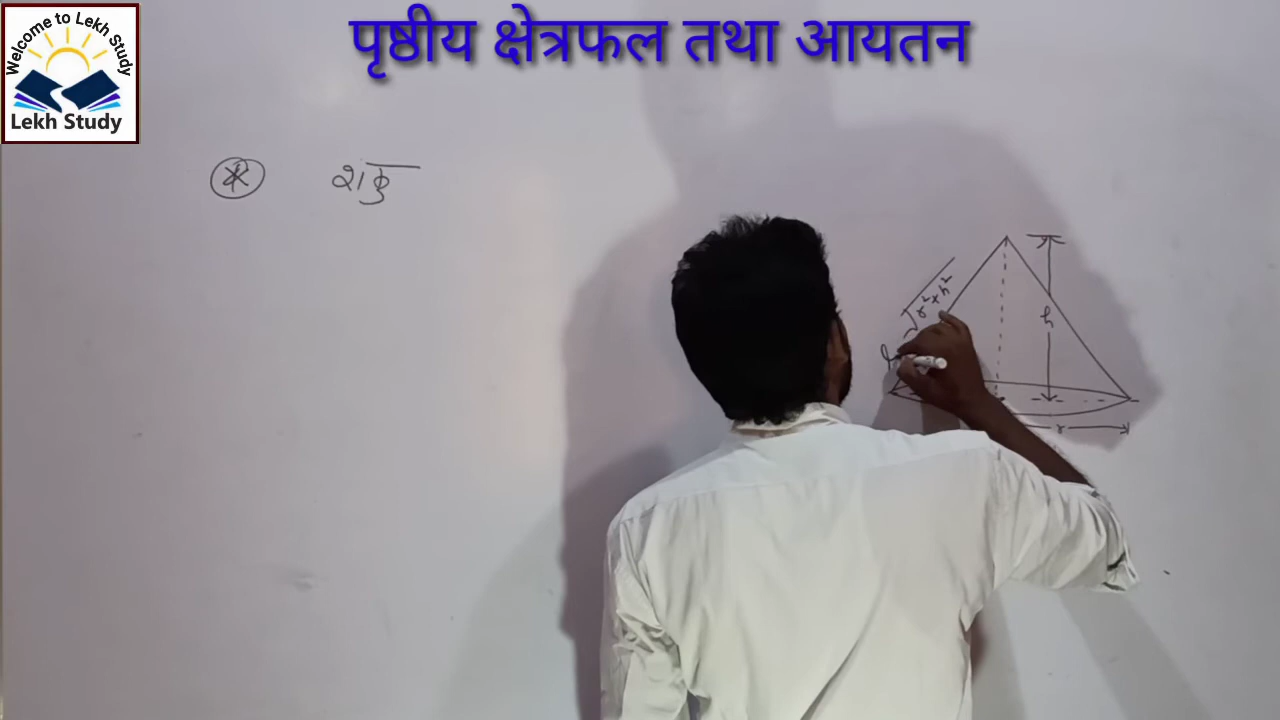 Welcome to Lekh Study
Lekh Study
पृष्ठीय क्षेत्रफल तथा आयतन
* शंकु
√r²+h²
l
h
r